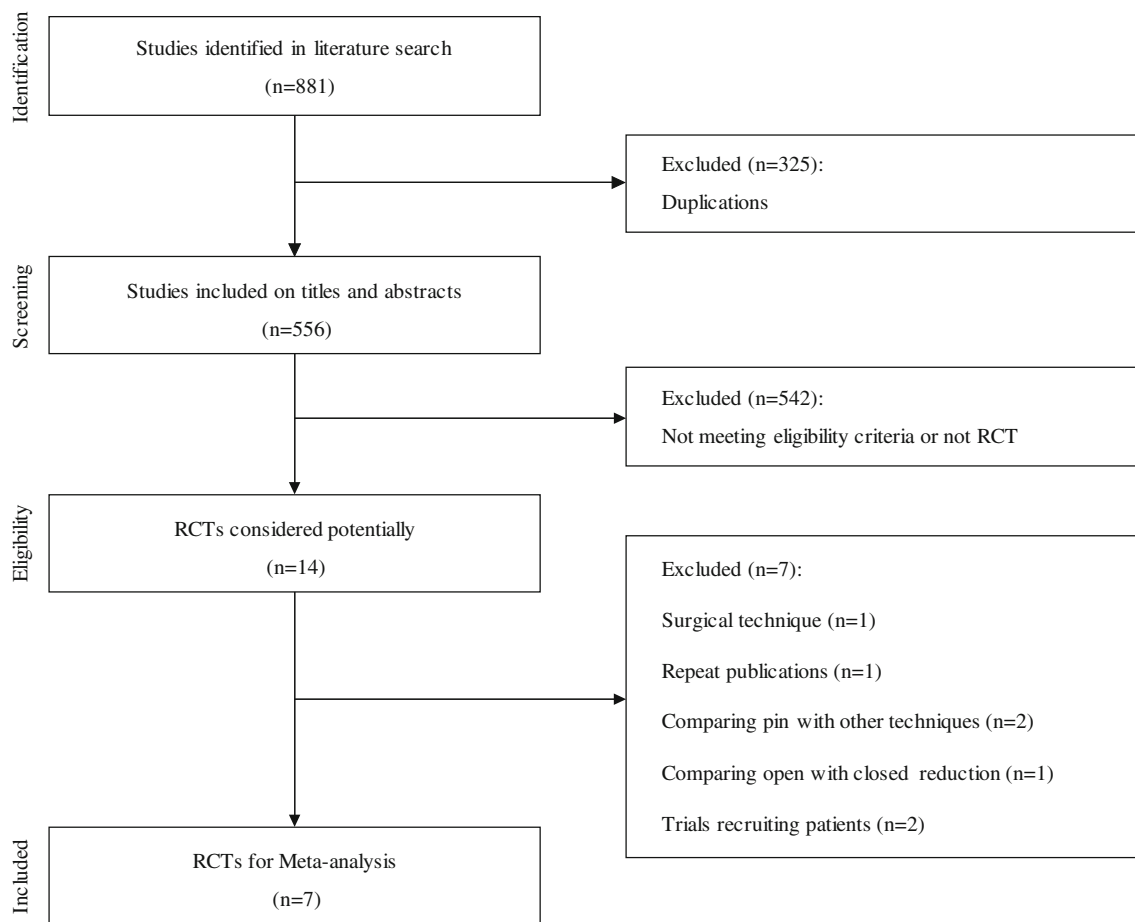 Identification
Studies identified in literature search
(n=881)
Excluded (n=325):
Duplications
Screening
Studies included on titles and abstracts
(n=556)
Excluded (n=542):
Not meeting eligibility criteria or not RCT
Eligibility
RCTs considered potentially
(n=14)
Excluded (n=7):
Surgical technique (n=1)
Repeat publications (n=1)
Comparing pin with other techniques (n=2)
Comparing open with closed reduction (n=1)
Trials recruiting patients (n=2)
Included
RCTs for Meta-analysis
(n=7)